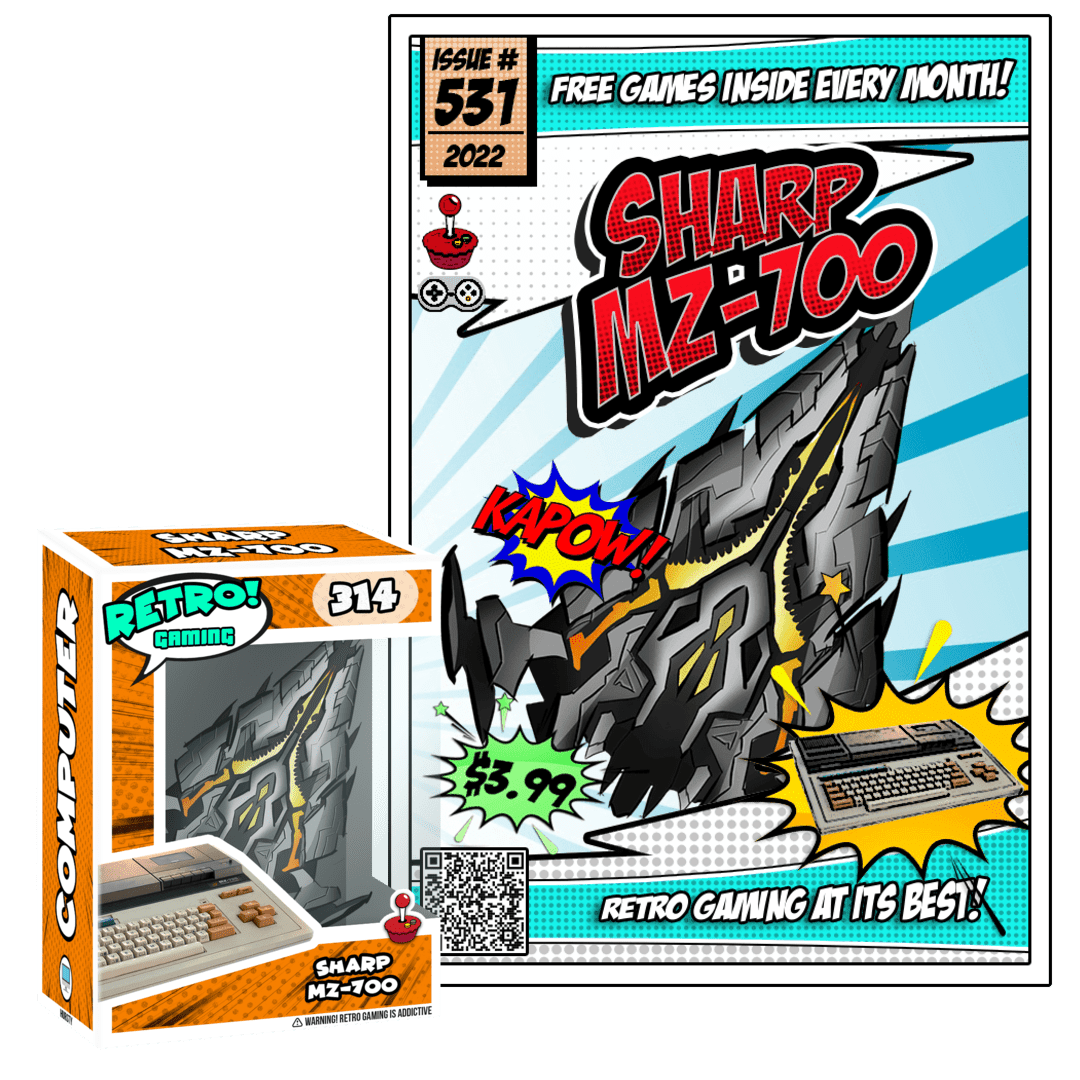 ISSUE #
531
2022
FREE GAMES INSIDE EVERY MONTH!
SHARP
MZ-700
KAPOW!
$3.99
RETRO GAMING AT ITS BEST!
SHARP
MZ-700
RETRO!
GAMING
314
COMPUTER
SHARP
MZ-700
WARNING! RETRO GAMING IS ADDICTIVE